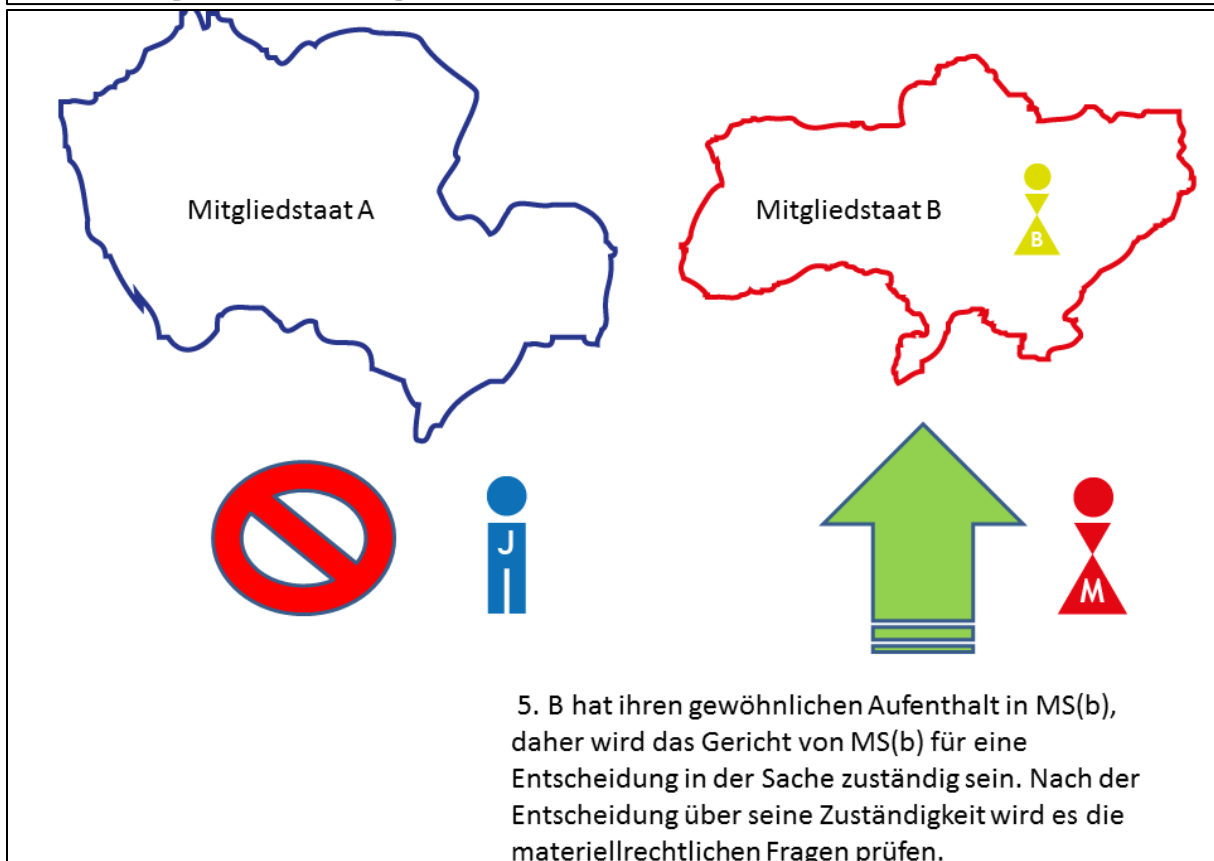 Mitgliedstaat A
Mitgliedstaat B
B
J
M
5. B hat ihren gewöhnlichen Aufenthalt in MS(b),
daher wird das Gericht von MS(b) für eine
Entscheidung in der Sache zuständig sein. Nach der
Entscheidung über seine Zuständigkeit wird es die
materiellrechtlichen Fragen prüfen.